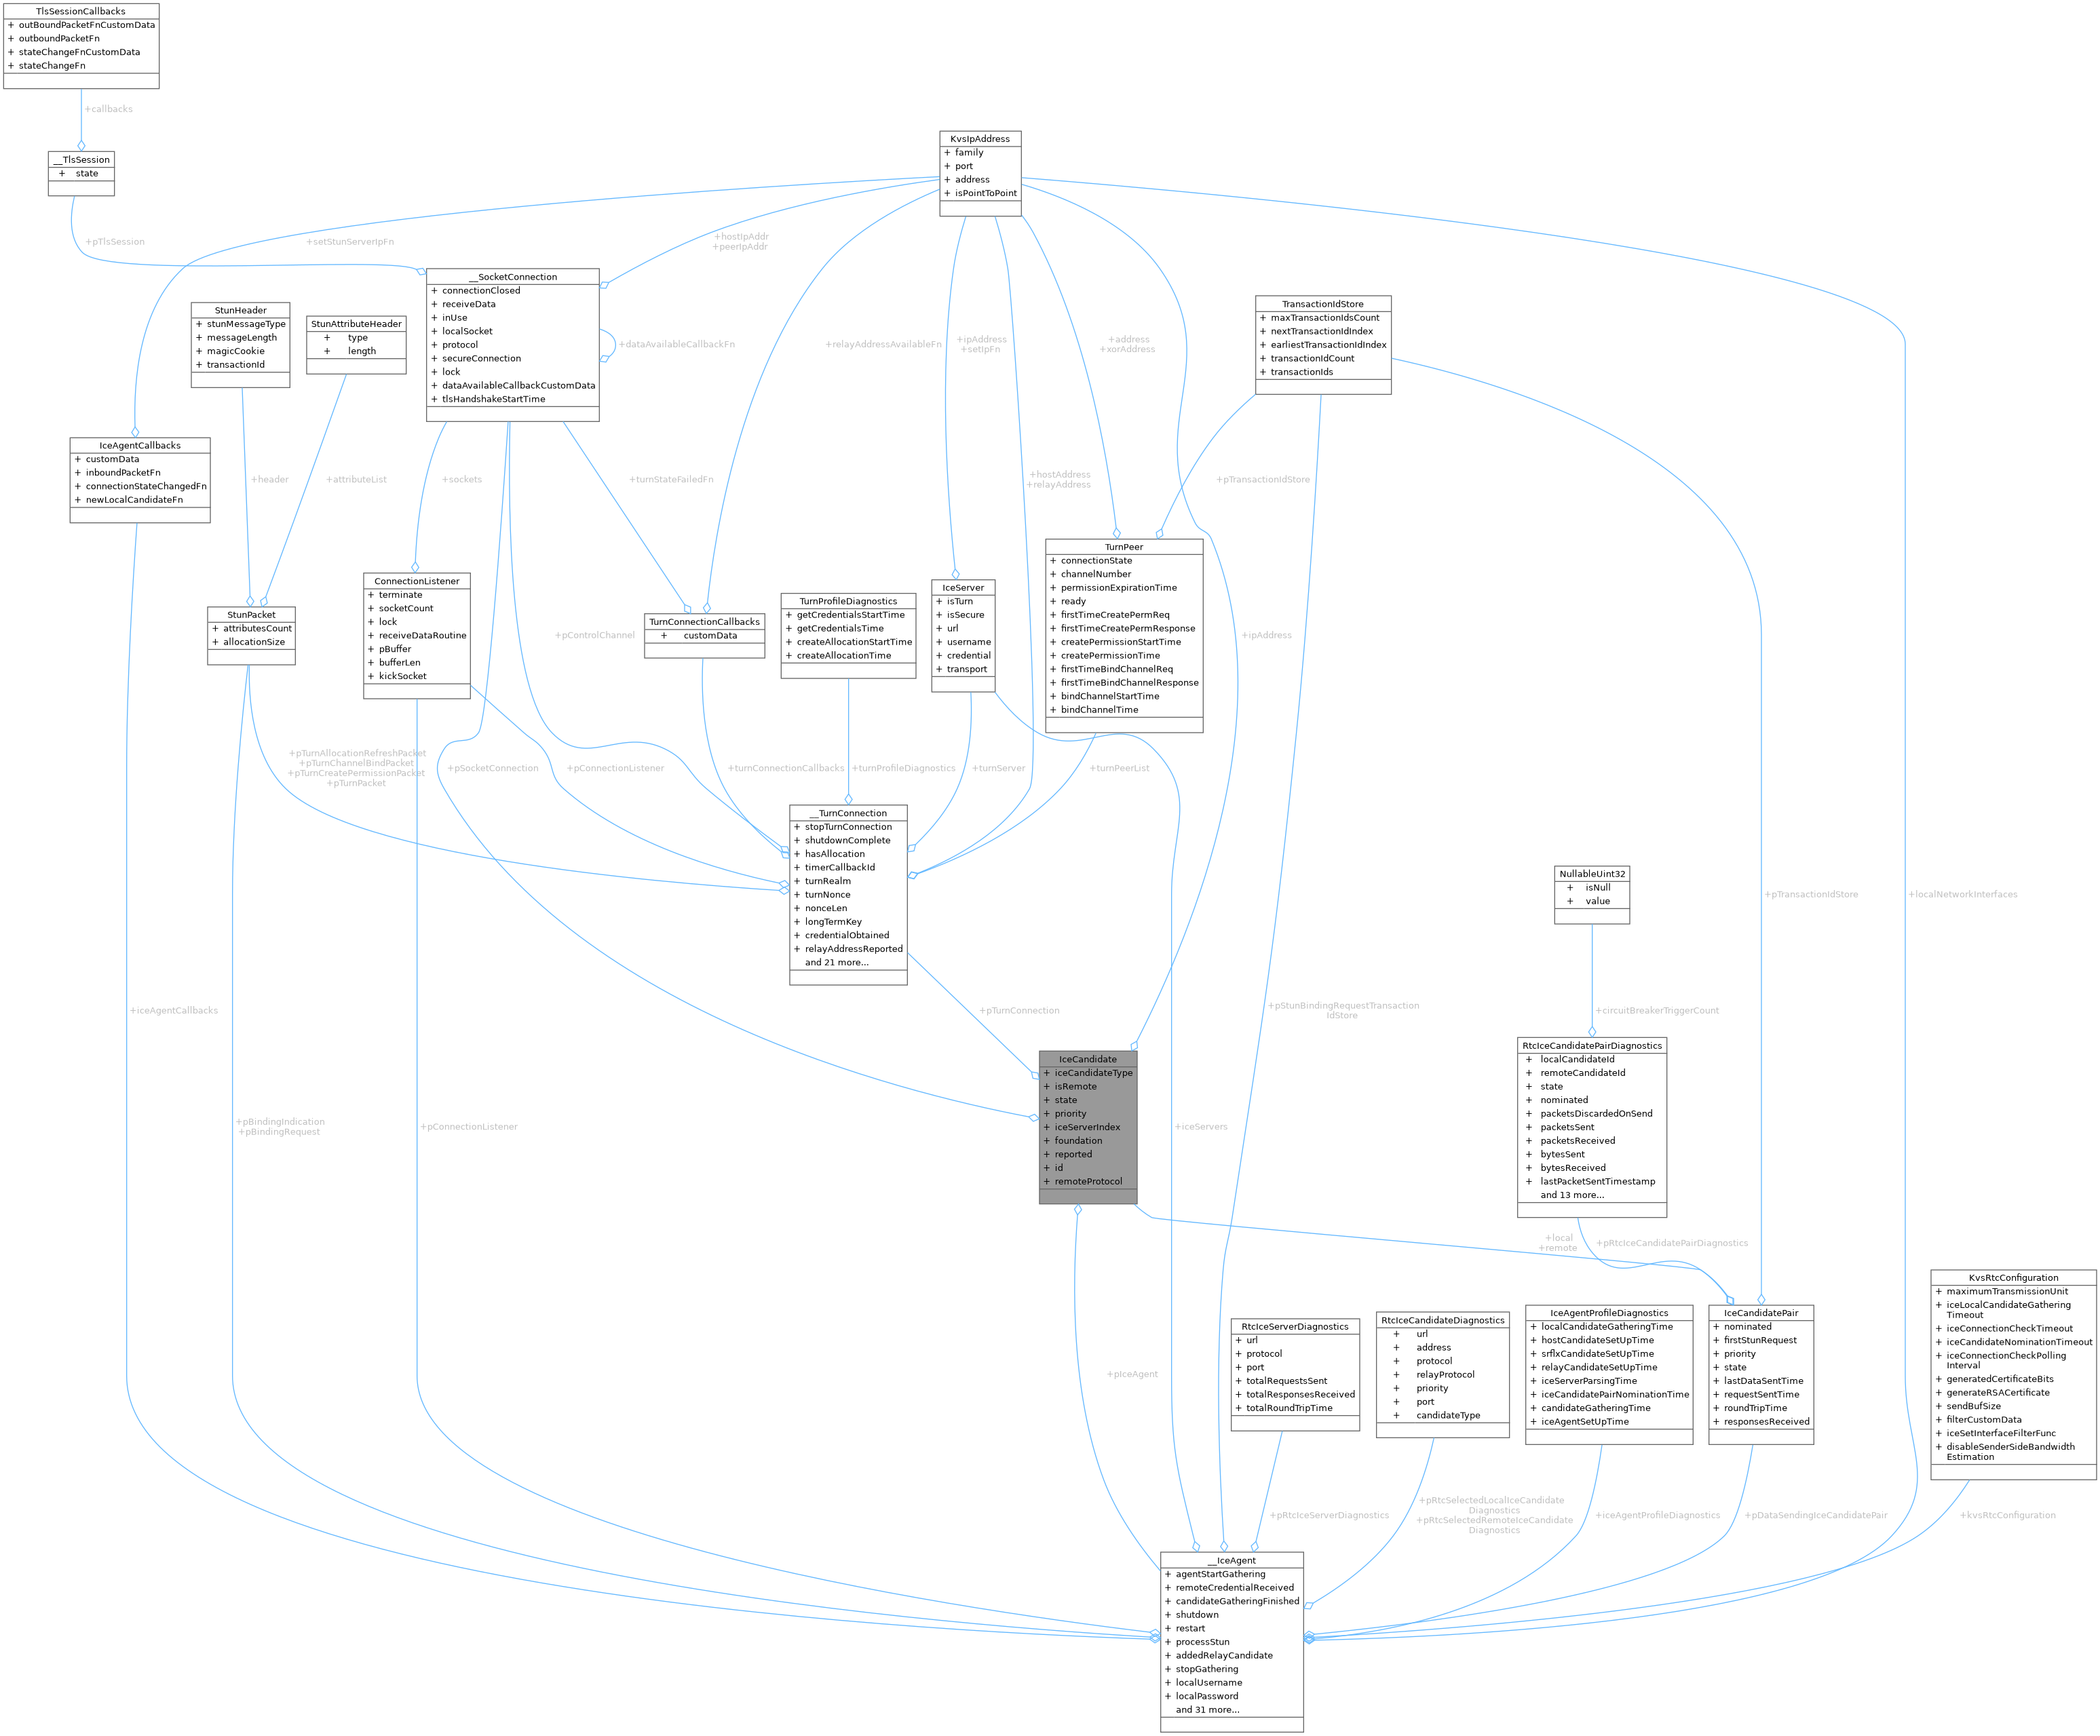 TlsSessionCallbacks
+ outBoundPacketFnCustomData
+ outboundPacketFn
+ stateChangeFnCustomData
+ stateChangeFn
+callbacks
__TlsSession
+ state
+pTlsSession
KvsIpAddress
+ family
+ port
+ address
+ isPointToPoint
+setStunServerIpFn
+hostIpAddr
+peerIpAddr
__SocketConnection
+ connectionClosed
+ receiveData
+ inUse
+ localSocket
+ protocol
+ secureConnection
+ lock
+ dataAvailableCallbackCustomData
+ tlsHandshakeStartTime
+dataAvailableCallbackFn
StunHeader
+ stunMessageType
+ messageLength
+ magicCookie
+ transactionId
StunAttributeHeader
+ type
+ length
+relayAddressAvailableFn
+ipAddress
+setIpFn
+address
+xorAddress
TransactionIdStore
+ maxTransactionIdsCount
+ nextTransactionIdIndex
+ earliestTransactionIdIndex
+ transactionIdCount
+ transactionIds
IceAgentCallbacks
+ customData
+ inboundPacketFn
+ connectionStateChangedFn
+ newLocalCandidateFn
+header
+attributeList
+sockets
+turnStateFailedFn
+hostAddress
+relayAddress
+pTransactionIdStore
StunPacket
+ attributesCount
+ allocationSize
ConnectionListener
+ terminate
+ socketCount
+ lock
+ receiveDataRoutine
+ pBuffer
+ bufferLen
+ kickSocket
+pControlChannel
TurnConnectionCallbacks
+ customData
TurnProfileDiagnostics
+ getCredentialsStartTime
+ getCredentialsTime
+ createAllocationStartTime
+ createAllocationTime
IceServer
+ isTurn
+ isSecure
+ url
+ username
+ credential
+ transport
TurnPeer
+ connectionState
+ channelNumber
+ permissionExpirationTime
+ ready
+ firstTimeCreatePermReq
+ firstTimeCreatePermResponse
+ createPermissionStartTime
+ createPermissionTime
+ firstTimeBindChannelReq
+ firstTimeBindChannelResponse
+ bindChannelStartTime
+ bindChannelTime
+ipAddress
+pTurnAllocationRefreshPacket
+pTurnChannelBindPacket
+pTurnCreatePermissionPacket
+pTurnPacket
+pSocketConnection
+pConnectionListener
+turnConnectionCallbacks
+turnProfileDiagnostics
+turnServer
+turnPeerList
__TurnConnection
+ stopTurnConnection
+ shutdownComplete
+ hasAllocation
+ timerCallbackId
+ turnRealm
+ turnNonce
+ nonceLen
+ longTermKey
+ credentialObtained
+ relayAddressReported
and 21 more...
NullableUint32
+ isNull
+ value
+pTransactionIdStore
+localNetworkInterfaces
+iceAgentCallbacks
+pTurnConnection
+pStunBindingRequestTransaction
IdStore
+circuitBreakerTriggerCount
IceCandidate
+ iceCandidateType
+ isRemote
+ state
+ priority
+ iceServerIndex
+ foundation
+ reported
+ id
+ remoteProtocol
RtcIceCandidatePairDiagnostics
+ localCandidateId
+ remoteCandidateId
+ state
+ nominated
+ packetsDiscardedOnSend
+ packetsSent
+ packetsReceived
+ bytesSent
+ bytesReceived
+ lastPacketSentTimestamp
and 13 more...
+pBindingIndication
+pBindingRequest
+pConnectionListener
+iceServers
+local
+remote
+pRtcIceCandidatePairDiagnostics
KvsRtcConfiguration
+ maximumTransmissionUnit
+ iceLocalCandidateGathering
Timeout
+ iceConnectionCheckTimeout
+ iceCandidateNominationTimeout
+ iceConnectionCheckPolling
Interval
+ generatedCertificateBits
+ generateRSACertificate
+ sendBufSize
+ filterCustomData
+ iceSetInterfaceFilterFunc
+ disableSenderSideBandwidth
Estimation
+pIceAgent
RtcIceServerDiagnostics
+ url
+ protocol
+ port
+ totalRequestsSent
+ totalResponsesReceived
+ totalRoundTripTime
RtcIceCandidateDiagnostics
+ url
+ address
+ protocol
+ relayProtocol
+ priority
+ port
+ candidateType
IceAgentProfileDiagnostics
+ localCandidateGatheringTime
+ hostCandidateSetUpTime
+ srflxCandidateSetUpTime
+ relayCandidateSetUpTime
+ iceServerParsingTime
+ iceCandidatePairNominationTime
+ candidateGatheringTime
+ iceAgentSetUpTime
IceCandidatePair
+ nominated
+ firstStunRequest
+ priority
+ state
+ lastDataSentTime
+ requestSentTime
+ roundTripTime
+ responsesReceived
+pRtcIceServerDiagnostics
+pRtcSelectedLocalIceCandidate
Diagnostics
+pRtcSelectedRemoteIceCandidate
Diagnostics
+iceAgentProfileDiagnostics
+pDataSendingIceCandidatePair
+kvsRtcConfiguration
__IceAgent
+ agentStartGathering
+ remoteCredentialReceived
+ candidateGatheringFinished
+ shutdown
+ restart
+ processStun
+ addedRelayCandidate
+ stopGathering
+ localUsername
+ localPassword
and 31 more...